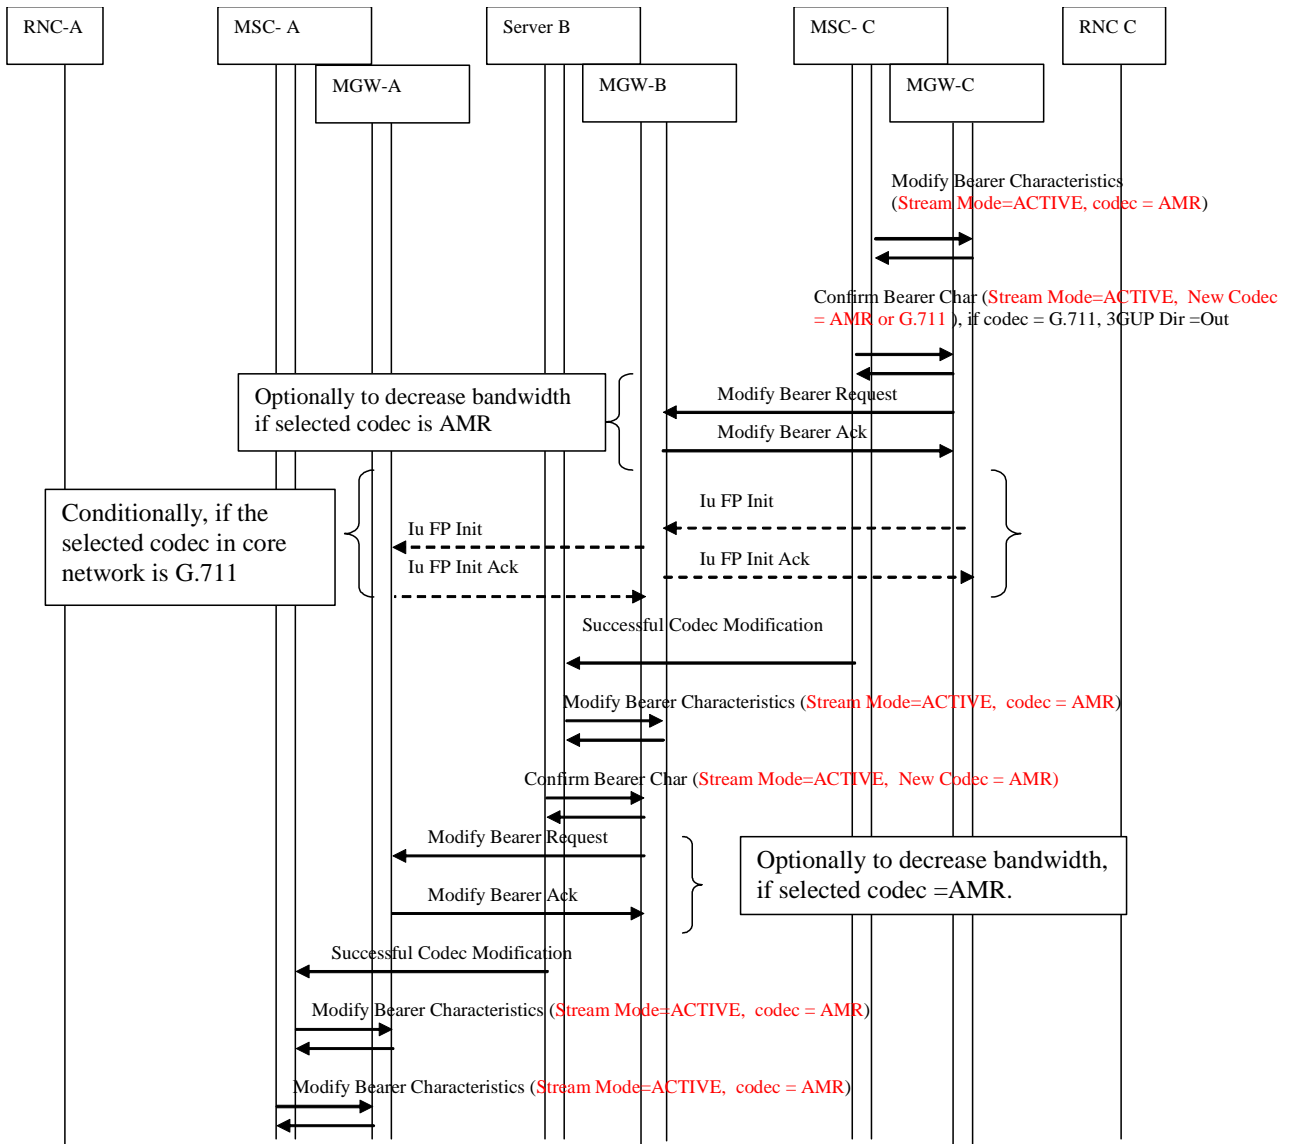 RNC-A
MSC- A
Server B
MSC- C
RNC C
MGW-A
MGW-B
MGW-C
Modify Bearer Characteristics
(Stream Mode=ACTIVE, codec = AMR)
Confirm Bearer Char (Stream Mode=ACTIVE, New Codec
= AMR or G.711 ), if codec = G.711, 3GUP Dir =Out
Optionally to decrease bandwidth
if selected codec is AMR
Modify Bearer Request
Modify Bearer Ack
Conditionally, if the
selected codec in core
network is G.711
Iu FP Init
Iu FP Init
Iu FP Init Ack
Iu FP Init Ack
Successful Codec Modification
Modify Bearer Characteristics (Stream Mode=ACTIVE, codec = AMR)
Confirm Bearer Char (Stream Mode=ACTIVE, New Codec = AMR)
Modify Bearer Request
Optionally to decrease bandwidth,
if selected codec =AMR.
Modify Bearer Ack
Successful Codec Modification
Modify Bearer Characteristics (Stream Mode=ACTIVE, codec = AMR)
Modify Bearer Characteristics (Stream Mode=ACTIVE, codec = AMR)